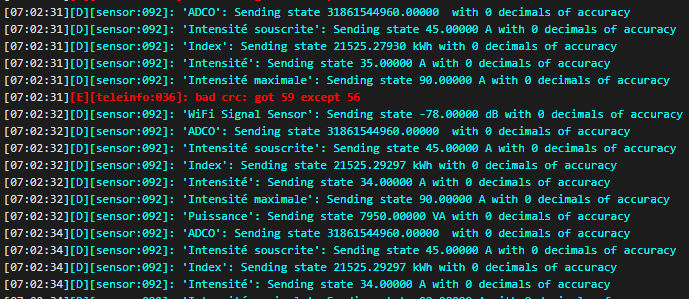 [07:02:31][D][sensor:092]: 'ADCO': Sending state 31861544960.00000  with 0 decimals of accuracy
[07:02:31][D][sensor:092]: 'Intensité souscrite': Sending state 45.00000 A with 0 decimals of accuracy
[07:02:31][D][sensor:092]: 'Index': Sending state 21525.27930 kWh with 0 decimals of accuracy
[07:02:31][D][sensor:092]: 'Intensité': Sending state 35.00000 A with 0 decimals of accuracy
[07:02:31][D][sensor:092]: 'Intensité maximale': Sending state 90.00000 A with 0 decimals of accuracy
[07:02:31][E][teleinfo:036]: bad crc: got 59 except 56
[07:02:32][D][sensor:092]: 'WiFi Signal Sensor': Sending state -78.00000 dB with 0 decimals of accuracy
[07:02:32][D][sensor:092]: 'ADCO': Sending state 31861544960.00000  with 0 decimals of accuracy
[07:02:32][D][sensor:092]: 'Intensité souscrite': Sending state 45.00000 A with 0 decimals of accuracy
[07:02:32][D][sensor:092]: 'Index': Sending state 21525.29297 kWh with 0 decimals of accuracy
[07:02:32][D][sensor:092]: 'Intensité': Sending state 34.00000 A with 0 decimals of accuracy
[07:02:32][D][sensor:092]: 'Intensité maximale': Sending state 90.00000 A with 0 decimals of accuracy
[07:02:32][D][sensor:092]: 'Puissance': Sending state 7950.00000 VA with 0 decimals of accuracy
[07:02:34][D][sensor:092]: 'ADCO': Sending state 31861544960.00000  with 0 decimals of accuracy
[07:02:34][D][sensor:092]: 'Intensité souscrite': Sending state 45.00000 A with 0 decimals of accuracy
[07:02:34][D][sensor:092]: 'Index': Sending state 21525.29297 kWh with 0 decimals of accuracy
[07:02:34][D][sensor:092]: 'Intensité': Sending state 34.00000 A with 0 decimals of accuracy